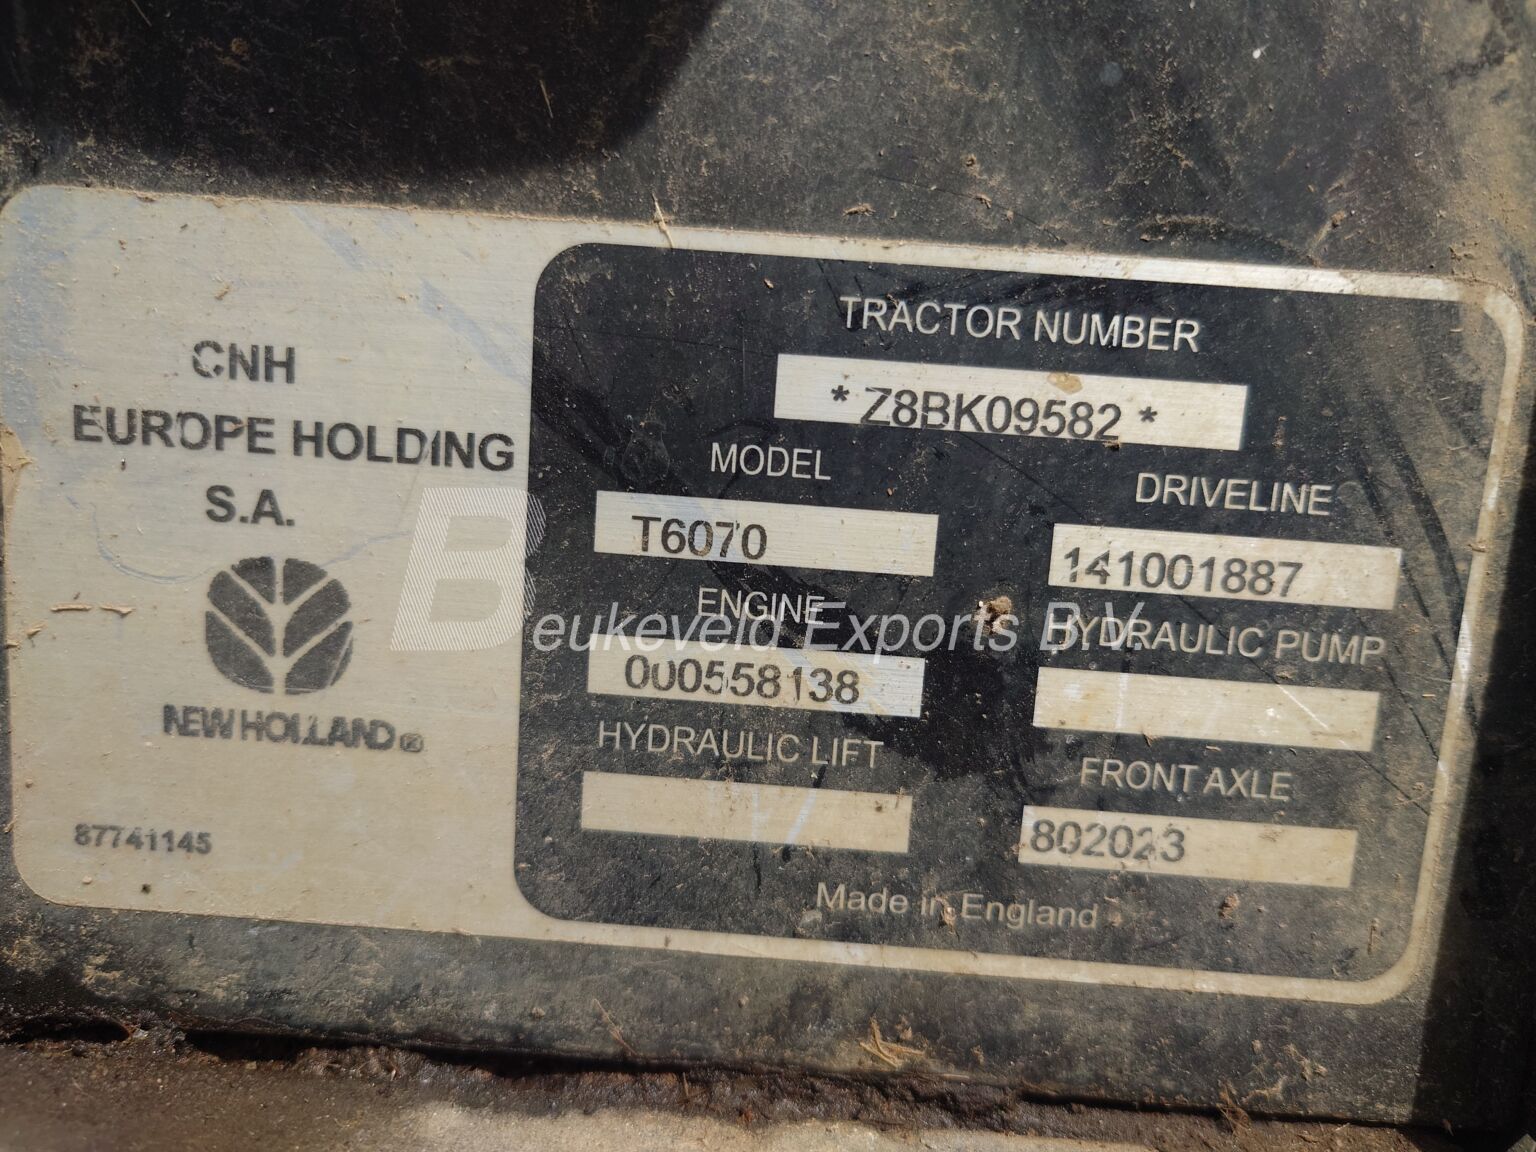 CNH
EUROPE HOLDING
S.A.
NEW HOLLAND®
87741145
TRACTOR NUMBER
* Z8BK09582 *
MODEL
T6070
DRIVELINE
141001887
ENGINE
000558138
HYDRAULIC PUMP
HYDRAULIC LIFT
FRONT AXLE
802023
Made in England
Beukeveld Exports B.V.